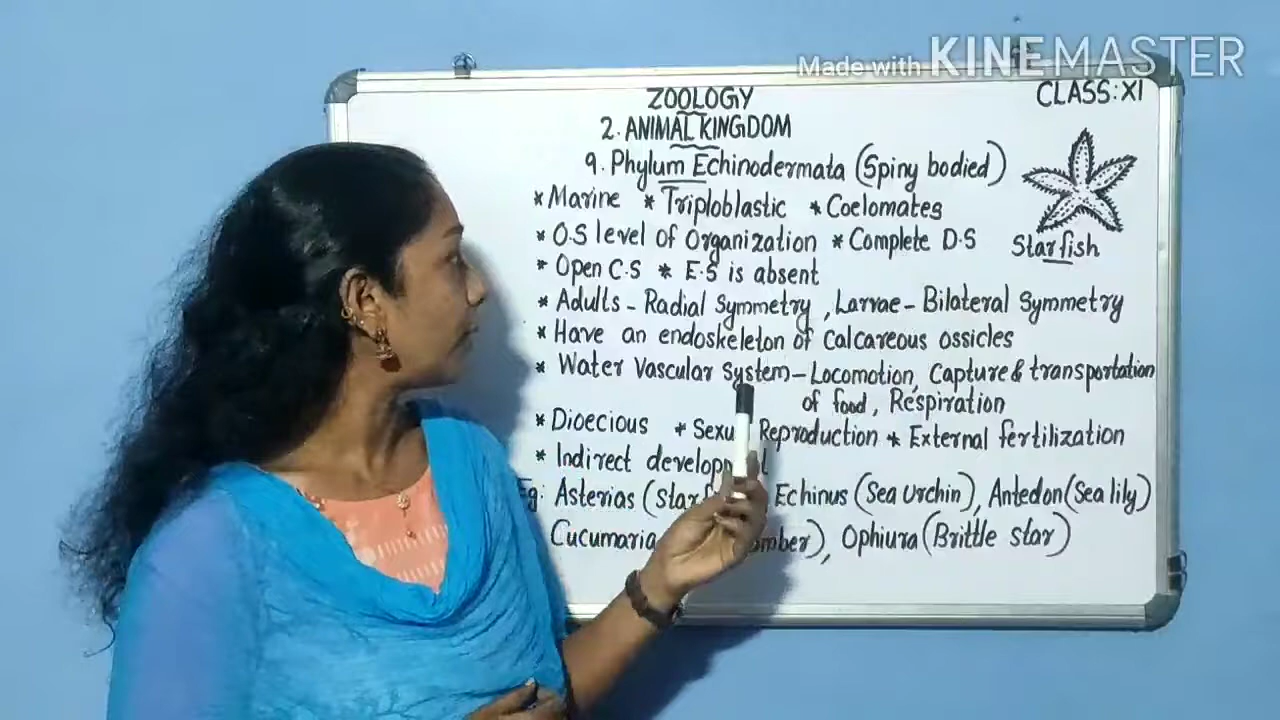 Made with KINEMASTER
ZOOLOGY
CLASS:XI
2. ANIMAL KINGDOM
9. Phylum Echinodermata (Spiny bodied)
* Marine * Triploblastic * Coelomates
* O.S level of Organization * Complete D.S
Starfish
* Open C.S * E.S is absent
* Adults - Radial Symmetry, Larvae - Bilateral Symmetry
* Have an endoskeleton of Calcareous ossicles
* Water Vascular System - Locomotion, Capture & transportation
of food, Respiration
* Dioecious * Reproduction * External fertilization
* Indirect
Eg: Asterias Echinus (Sea Urchin), Antedon (Sea lily)
Cucumaria Ophiura (Brittle star)